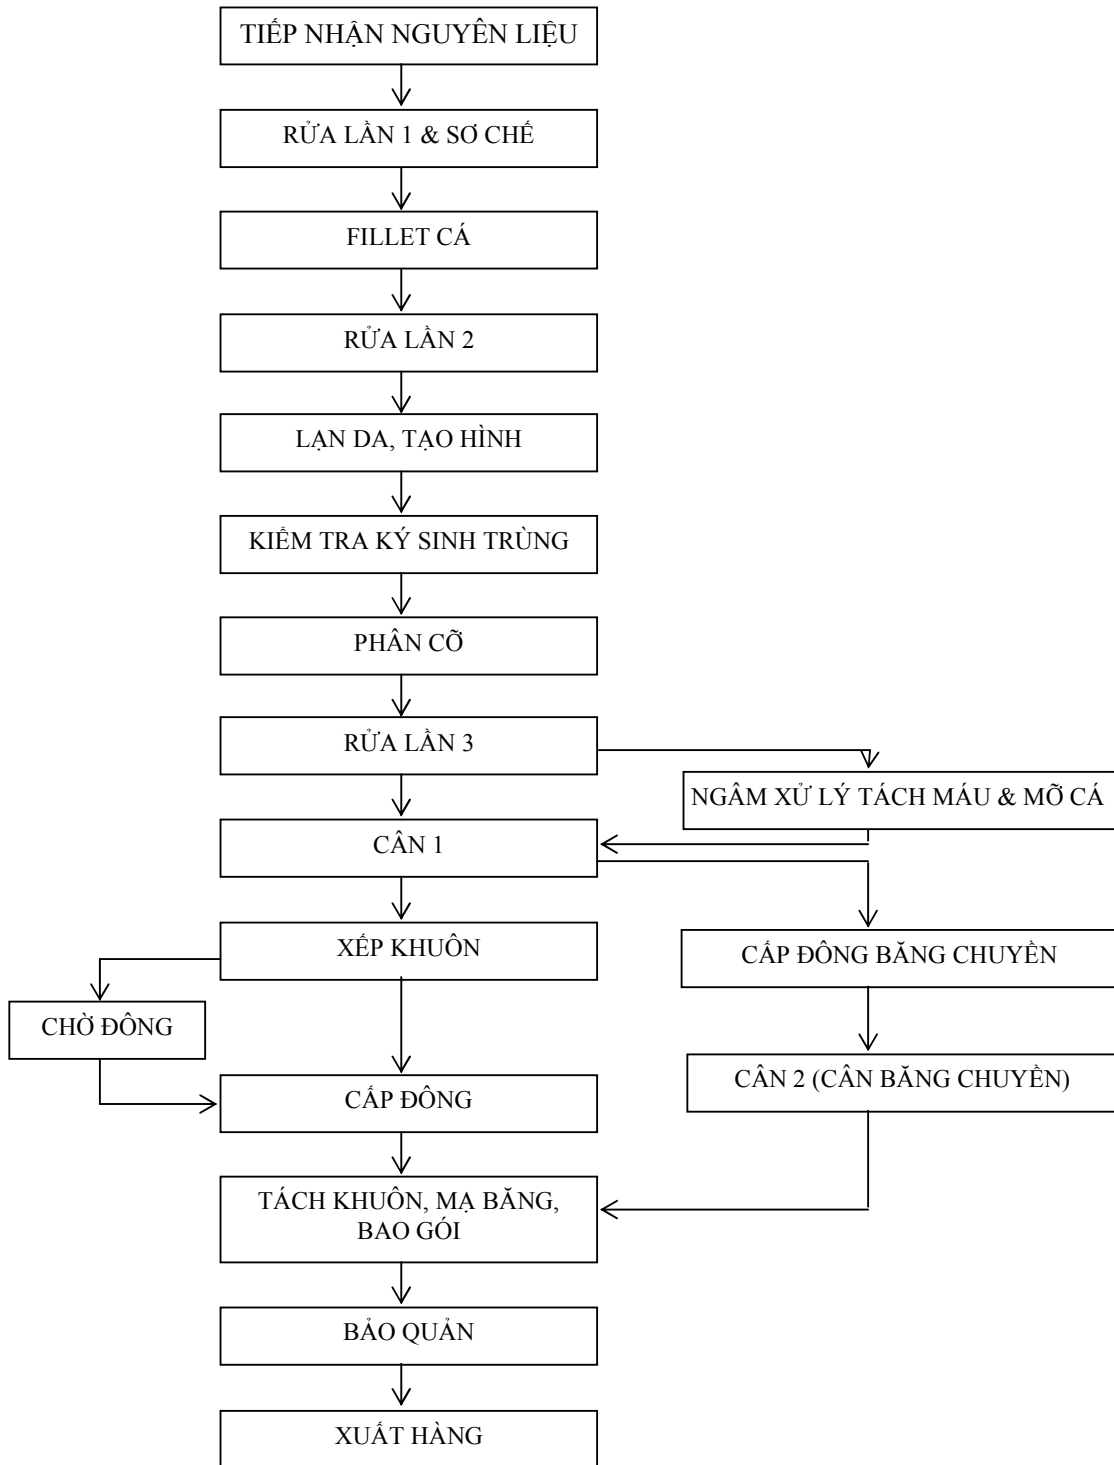 TIẾP NHẬN NGUYÊN LIỆU
RỬA LẦN 1 & SƠ CHẾ
FILLET CÁ
RỬA LẦN 2
LẠN DA, TẠO HÌNH
KIỂM TRA KÝ SINH TRÙNG
PHÂN CỠ
RỬA LẦN 3
NGÂM XỬ LÝ TÁCH MÁU & MỠ CÁ
CÂN 1
XẾP KHUÔN
CẤP ĐÔNG BĂNG CHUYỀN
CHỜ ĐÔNG
CÂN 2 (CÂN BĂNG CHUYỀN)
CẤP ĐÔNG
TÁCH KHUÔN, MẠ BĂNG,
BAO GÓI
BẢO QUẢN
XUẤT HÀNG